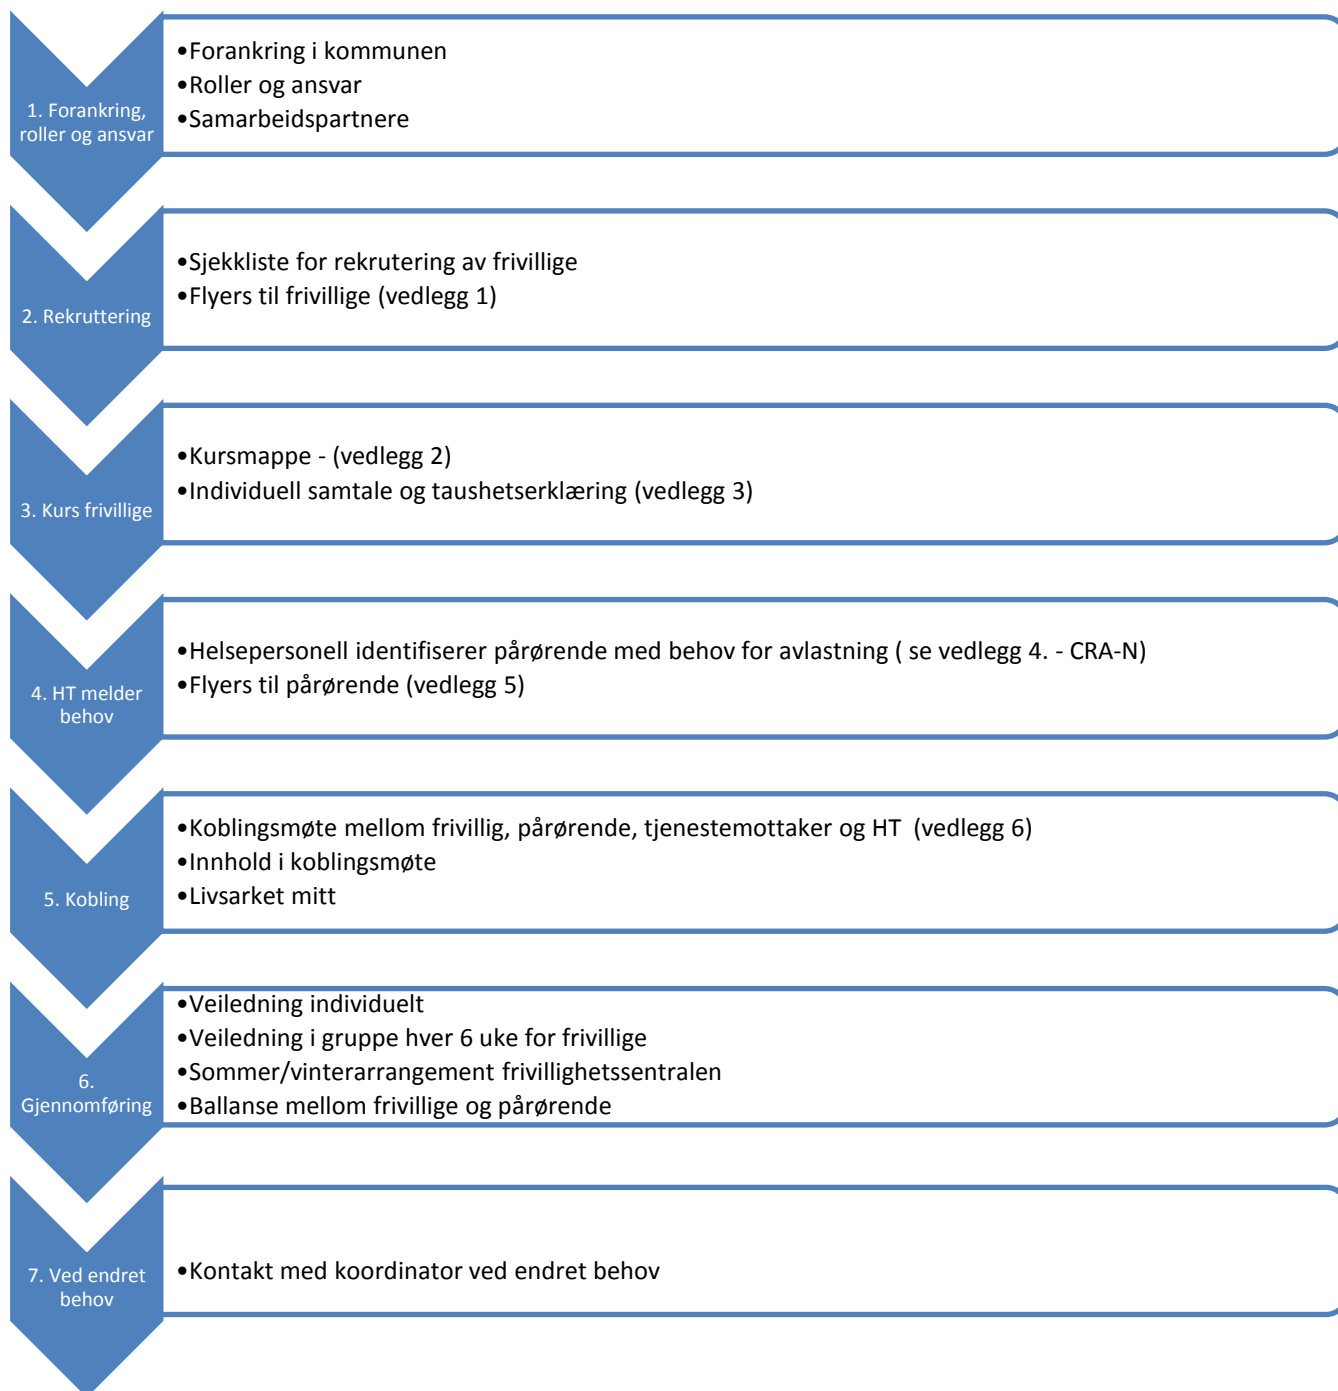 1. Forankring,
roller og ansvar
•Forankring i kommunen
•Roller og ansvar
•Samarbeidspartnere
2. Rekruttering
•Sjekkliste for rekrutering av frivillige
•Flyers til frivillige (vedlegg 1)
3. Kurs frivillige
•Kursmappe - (vedlegg 2)
•Individuell samtale og taushetserklæring (vedlegg 3)
4. HT melder
behov
•Helsepersonell identifiserer pårørende med behov for avlastning ( se vedlegg 4. - CRA-N)
•Flyers til pårørende (vedlegg 5)
5. Kobling
•Koblingsmøte mellom frivillig, pårørende, tjenestemottaker og HT  (vedlegg 6)
•Innhold i koblingsmøte
•Livsarket mitt
6.
Gjennomføring
•Veiledning individuelt
•Veiledning i gruppe hver 6 uke for frivillige
•Sommer/vinterarrangement frivillighetssentralen
•Ballanse mellom frivillige og pårørende
7. Ved endret
behov
•Kontakt med koordinator ved endret behov